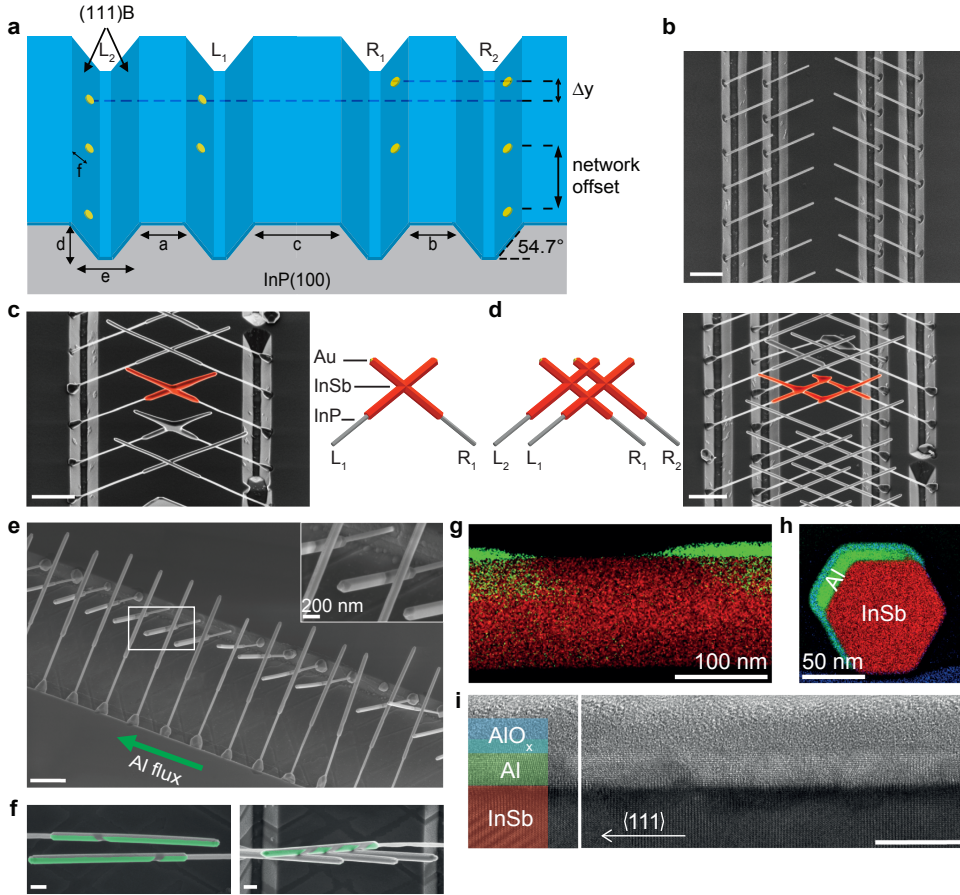 a
(111)B
L₂
L₁
R₁
R₂
Δy
f
network
offset
d
a
c
b
54.7°
e
InP(100)
b
c
Au
InSb
InP
L₁
R₁
d
L₂
L₁
R₁
R₂
e
200 nm
Al flux
f
g
100 nm
h
Al
InSb
50 nm
i
AlOₓ
Al
InSb
⟨111⟩